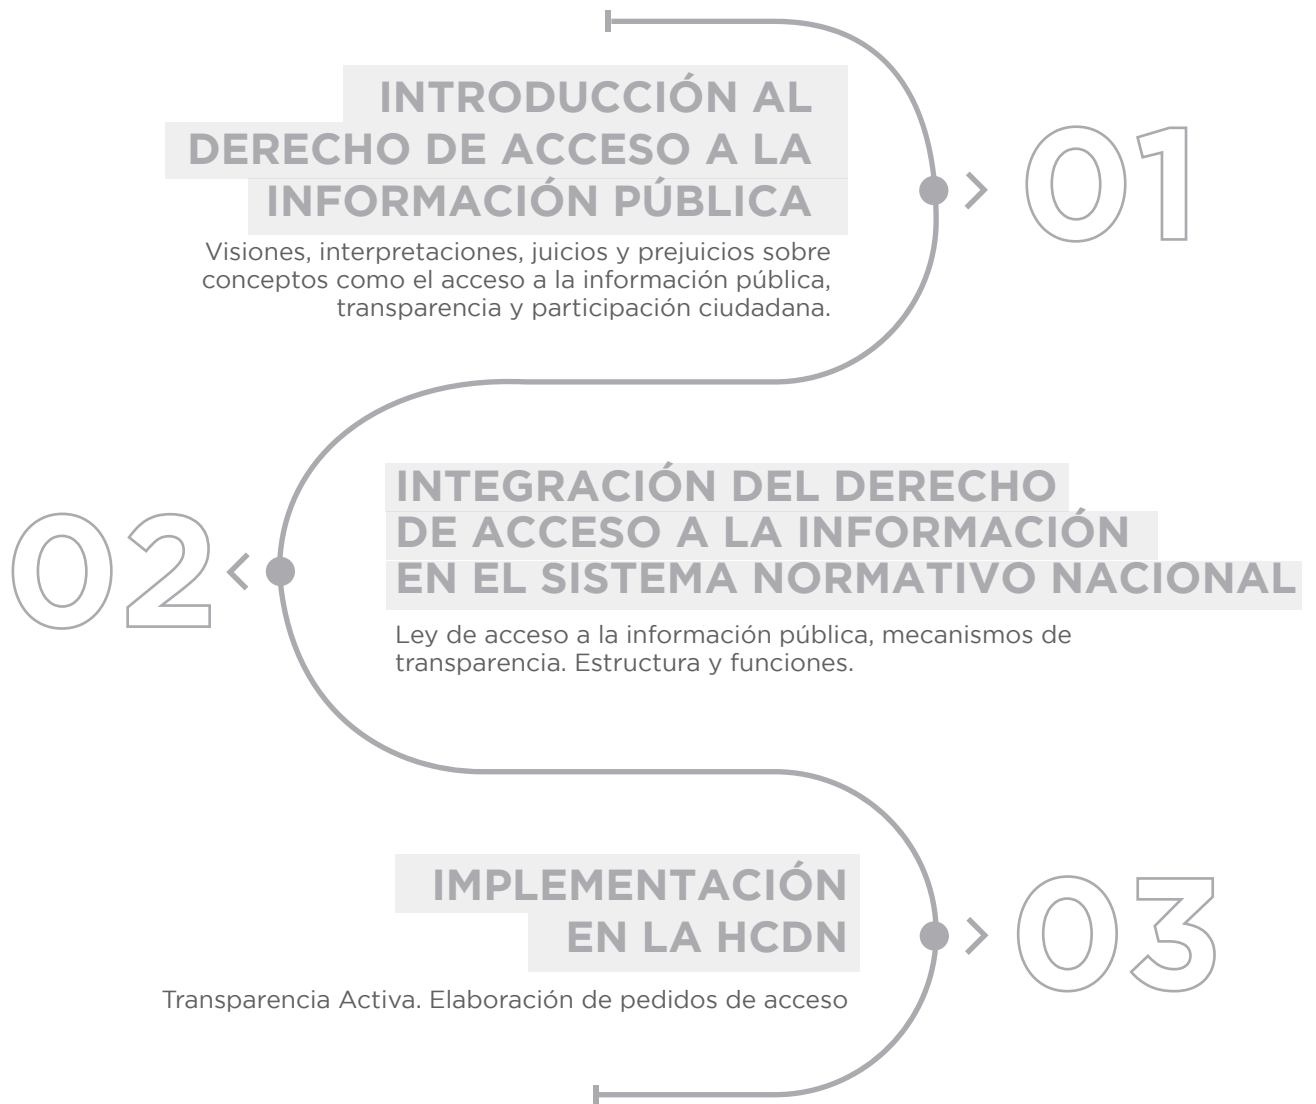 INTRODUCCIÓN AL
DERECHO DE ACCESO A LA
INFORMACIÓN PÚBLICA
01
Visiones, interpretaciones, juicios y prejuicios sobre
conceptos como el acceso a la información pública,
transparencia y participación ciudadana.
02
INTEGRACIÓN DEL DERECHO
DE ACCESO A LA INFORMACIÓN
EN EL SISTEMA NORMATIVO NACIONAL
Ley de acceso a la información pública, mecanismos de
transparencia. Estructura y funciones.
IMPLEMENTACIÓN
EN LA HCDN
03
Transparencia Activa. Elaboración de pedidos de acceso